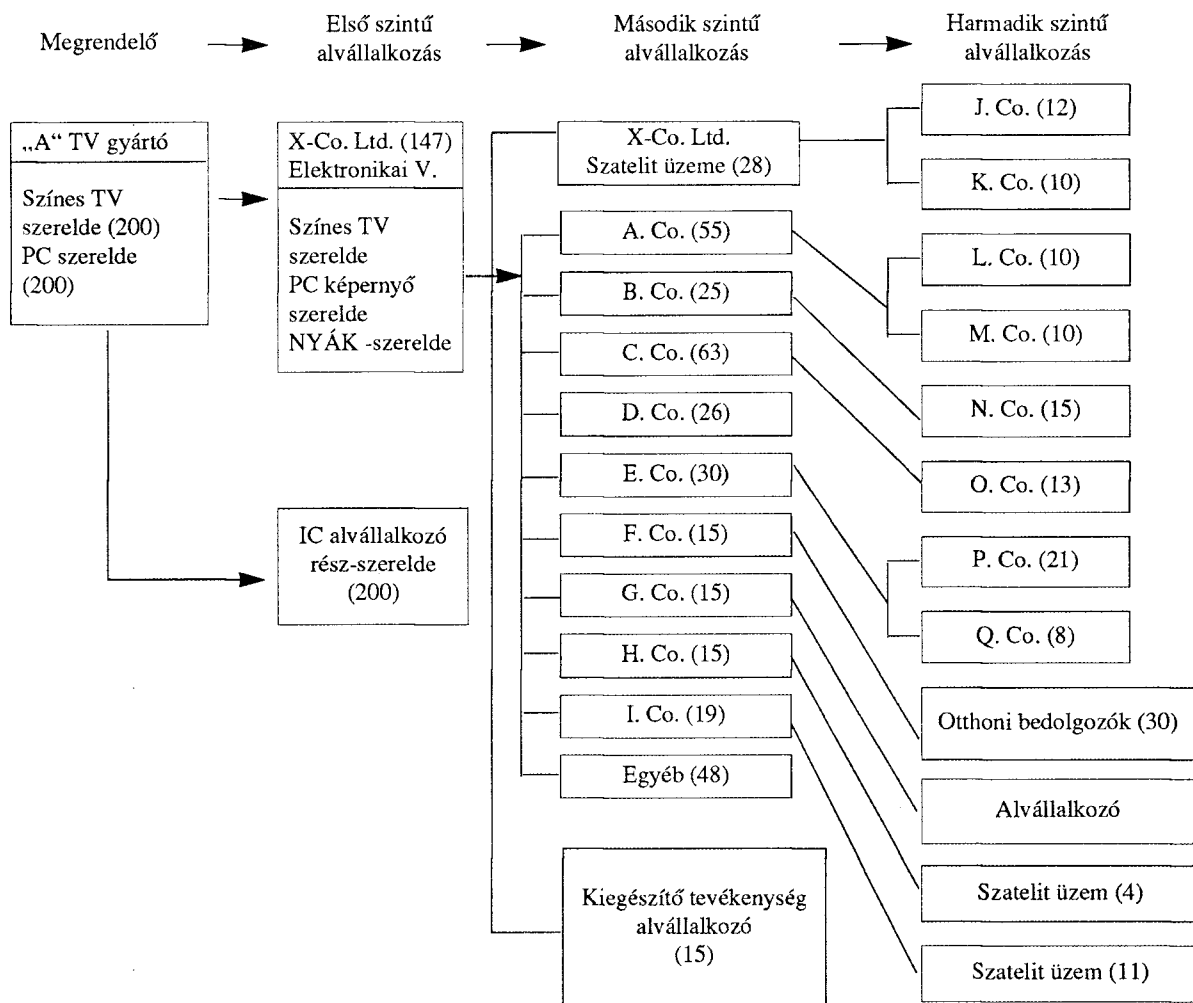 Megrendelő
Első szintű
alvállalkozás
Második szintű
alvállalkozás
Harmadik szintű
alvállalkozás
„A“ TV gyártó
Színes TV
szerelde (200)
PC szerelde
(200)
X-Co. Ltd. (147)
Elektronikai V.
Színes TV
szerelde
PC képernyő
szerelde
NYÁK -szerelde
IC alvállalkozó
rész-szerelde
(200)
X-Co. Ltd.
Szatelit üzeme (28)
A. Co. (55)
B. Co. (25)
C. Co. (63)
D. Co. (26)
E. Co. (30)
F. Co. (15)
G. Co. (15)
H. Co. (15)
I. Co. (19)
Egyéb (48)
Kiegészítő tevékenység
alvállalkozó
(15)
J. Co. (12)
K. Co. (10)
L. Co. (10)
M. Co. (10)
N. Co. (15)
O. Co. (13)
P. Co. (21)
Q. Co. (8)
Otthoni bedolgozók (30)
Alvállalkozó
Szatelit üzem (4)
Szatelit üzem (11)